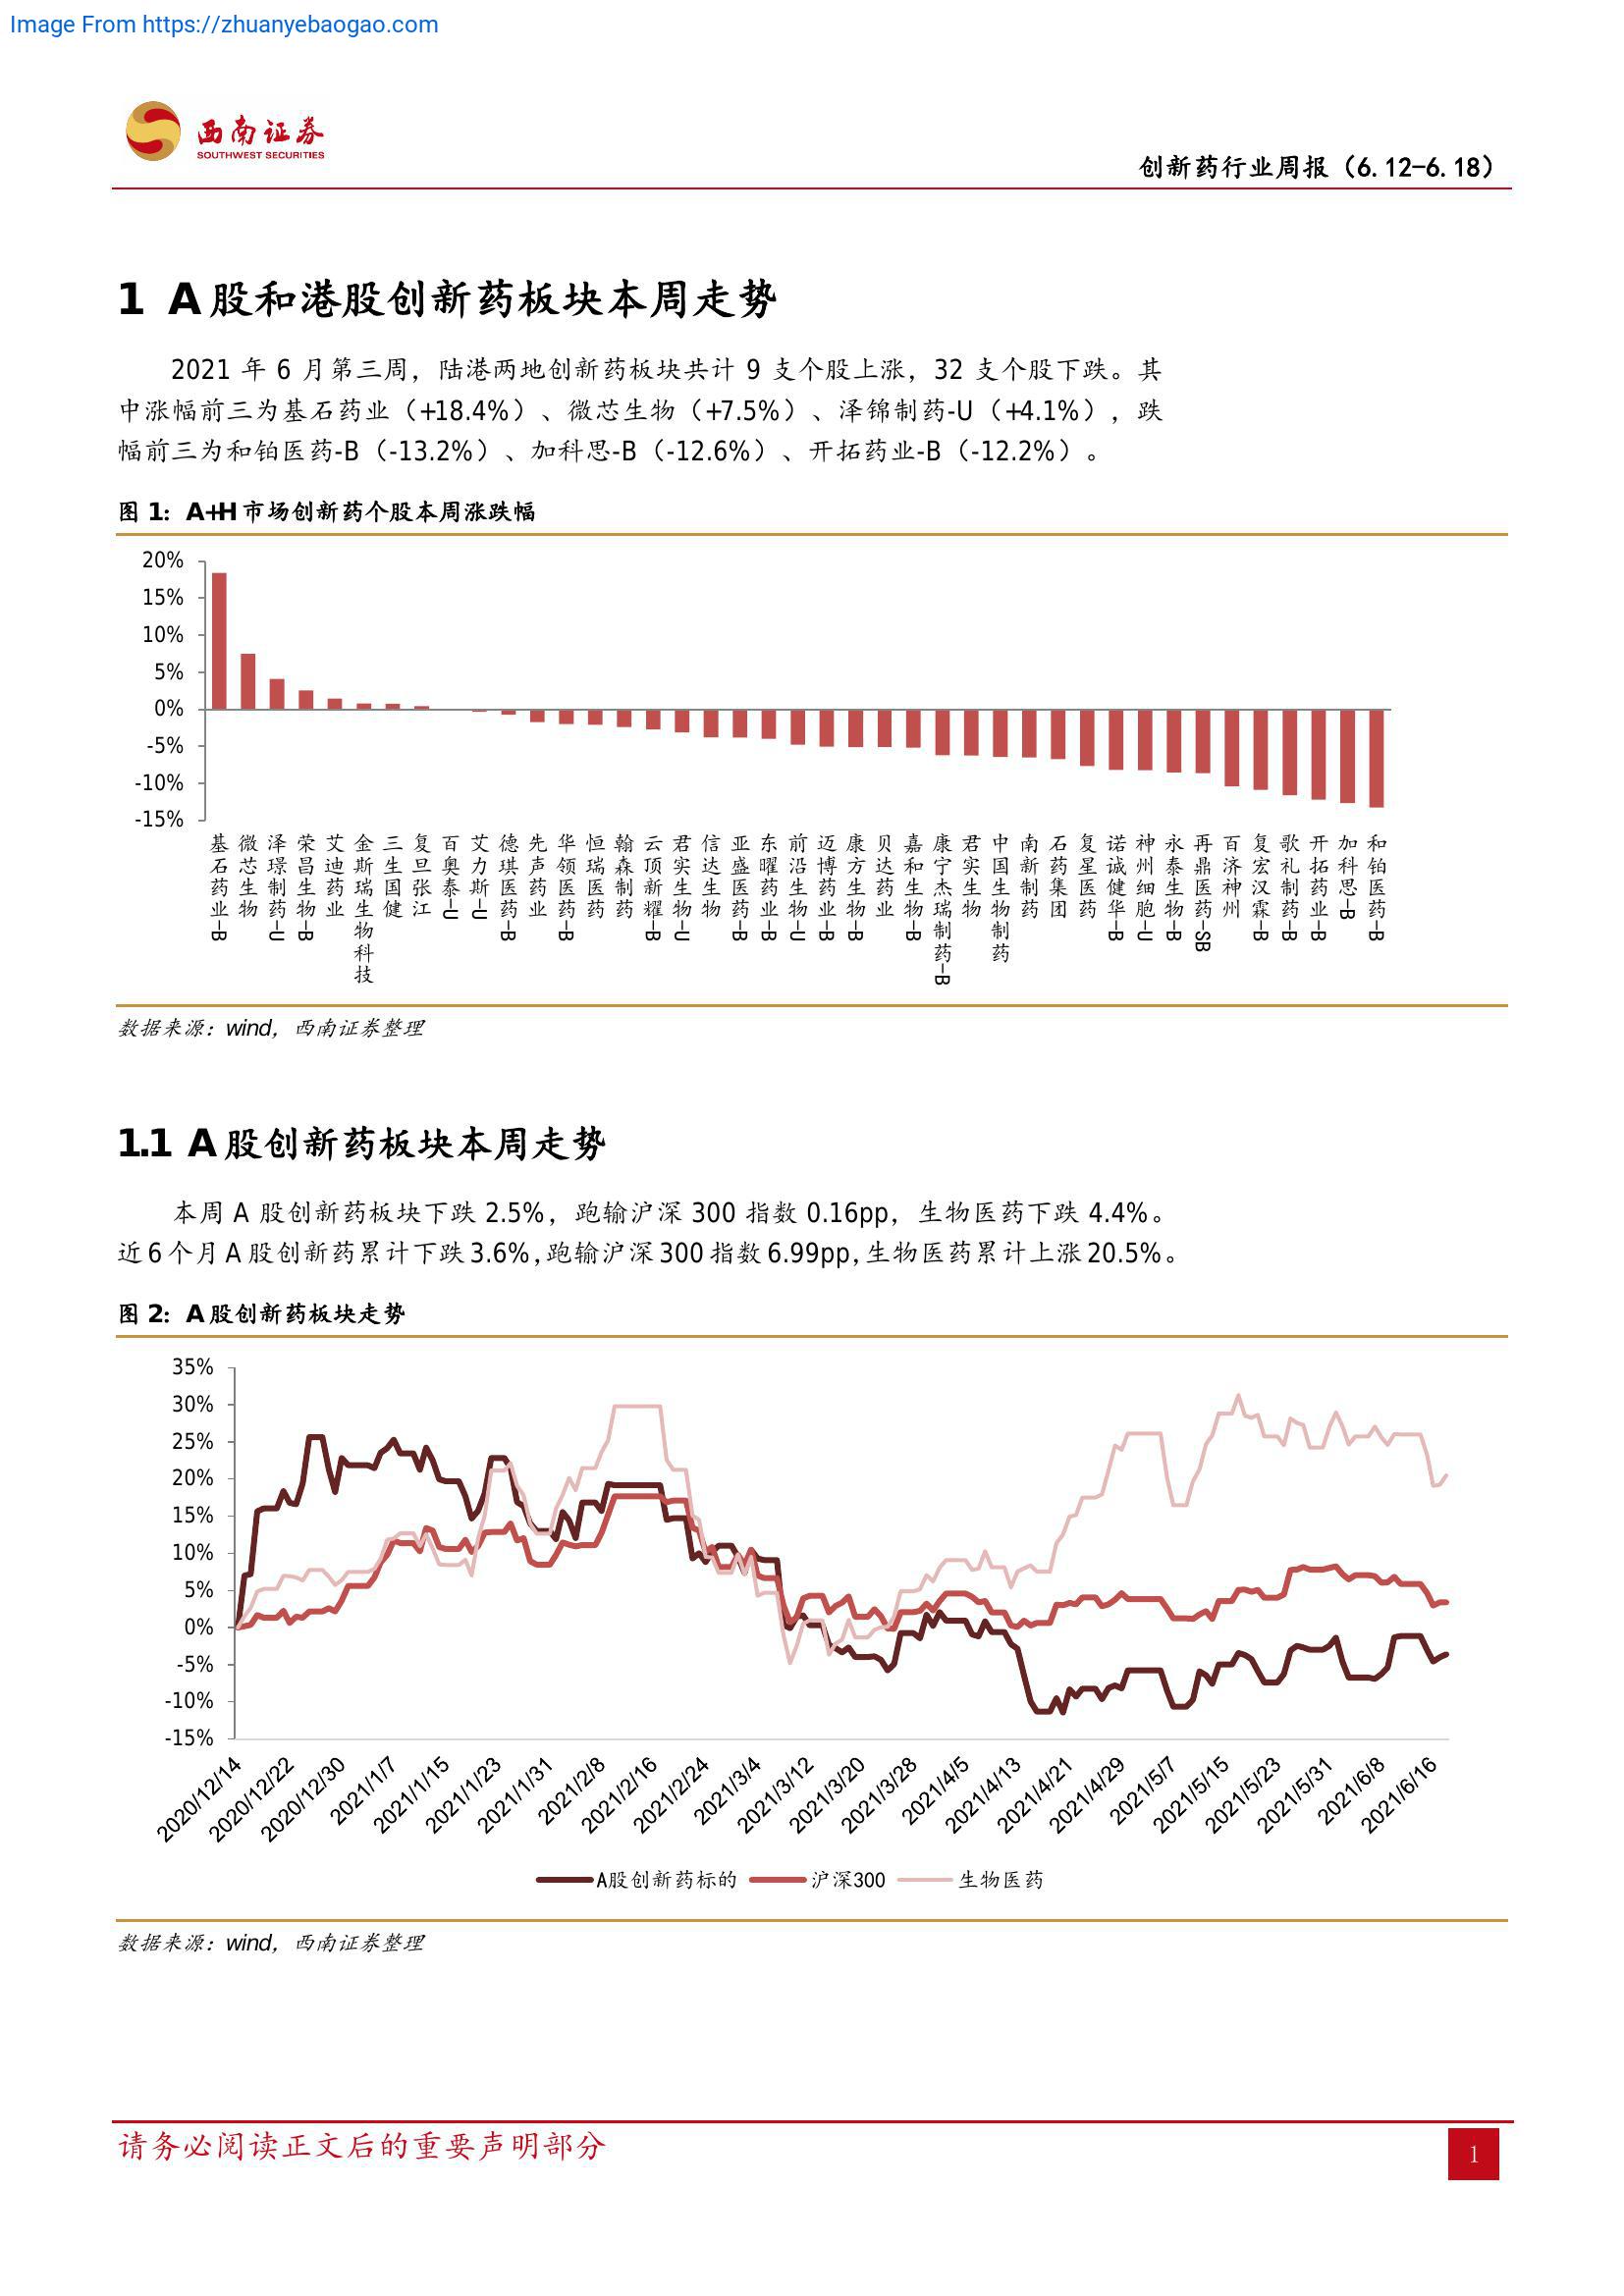 Image From https://zhuanyebaogao.com
西南证券
SOUTHWEST SECURITIES
创新药行业周报（6.12-6.18）
1 A股和港股创新药板块本周走势
2021 年 6 月第三周，陆港两地创新药板块共计 9 支个股上涨，32 支个股下跌。其
中涨幅前三为基石药业（+18.4%）、微芯生物（+7.5%）、泽锦制药-U（+4.1%），跌
幅前三为和铂医药-B（-13.2%）、加科思-B（-12.6%）、开拓药业-B（-12.2%）。
图 1：A+H市场创新药个股本周涨跌幅
20%
15%
10%
5%
0%
-5%
-10%
-15%
基石药业-B
微芯生物
泽璟制药-U
荣昌生物-B
艾迪药业
金斯瑞生物科技
三生国健
复旦张江
百奥泰-U
艾力斯-U
德琪医药-B
先声药业
华领医药-B
恒瑞医药
翰森制药
云顶新耀-B
君实生物-U
信达生物
亚盛医药-B
东曜药业-B
前沿生物-U
迈博药业-B
康方生物-B
贝达药业
嘉和生物-B
康宁杰瑞制药-B
君实生物
中国生物制药
南新制药
石药集团
复星医药
诺诚健华-B
神州细胞-U
永泰生物-B
再鼎医药-SB
百济神州
复宏汉霖-B
歌礼制药-B
开拓药业-B
加科思-B
和铂医药-B
数据来源：wind，西南证券整理
1.1 A股创新药板块本周走势
本周 A 股创新药板块下跌 2.5%，跑输沪深 300 指数 0.16pp，生物医药下跌 4.4%。
近6个月A股创新药累计下跌3.6%,跑输沪深300指数6.99pp,生物医药累计上涨20.5%。
图 2：A股创新药板块走势
35%
30%
25%
20%
15%
10%
5%
0%
-5%
-10%
-15%
2020/12/14
2020/12/22
2020/12/30
2021/1/7
2021/1/15
2021/1/23
2021/1/31
2021/2/8
2021/2/16
2021/2/24
2021/3/4
2021/3/12
2021/3/20
2021/3/28
2021/4/5
2021/4/13
2021/4/21
2021/4/29
2021/5/7
2021/5/15
2021/5/23
2021/5/31
2021/6/8
2021/6/16
A股创新药标的 沪深300 生物医药
数据来源：wind，西南证券整理
请务必阅读正文后的重要声明部分
1